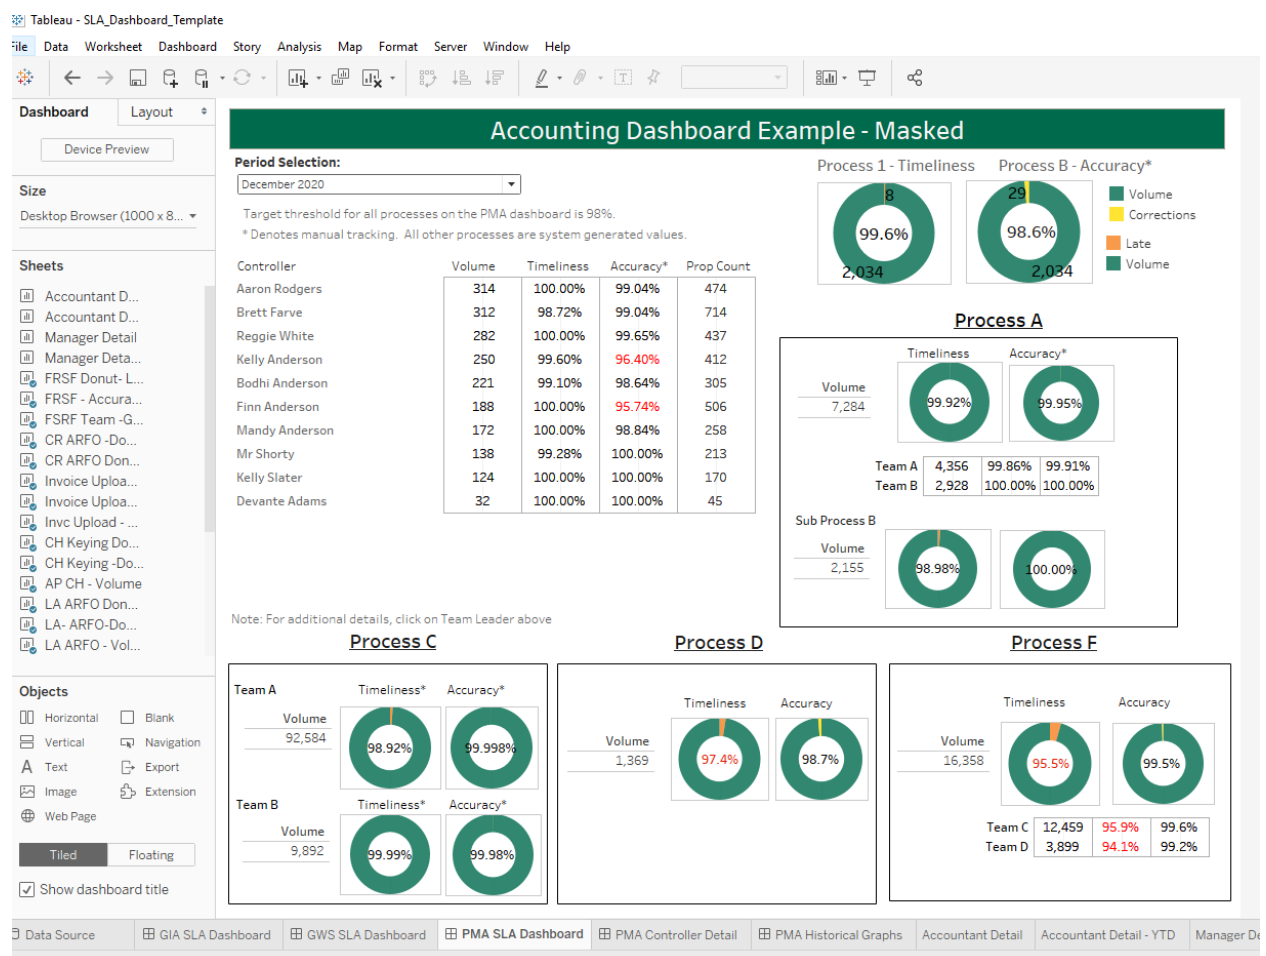 Tableau - SLA_Dashboard_Template
File Data Worksheet Dashboard Story Analysis Map Format Server Window Help
Dashboard Layout
Device Preview
Size
Desktop Browser (1000 x 8...
Sheets
Accountant D...
Accountant D...
Manager Detail
Manager Deta...
FRSF Donut- L...
FRSF - Accura...
FSRF Team -G...
CR ARFO -Do...
CR ARFO Don...
Invoice Uploa...
Invoice Uploa...
Invc Upload - ...
CH Keying Do...
CH Keying -Do...
AP CH - Volume
LA ARFO Don...
LA- ARFO-Do...
LA ARFO - Vol...
Objects
Horizontal Blank
Vertical Navigation
Text Export
Image Extension
Web Page
Tiled Floating
Show dashboard title
Accounting Dashboard Example - Masked
Period Selection:
December 2020
Target threshold for all processes on the PMA dashboard is 98%.
* Denotes manual tracking. All other processes are system generated values.
Controller Volume Timeliness Accuracy* Prop Count
Aaron Rodgers 314 100.00% 99.04% 474
Brett Farve 312 98.72% 99.04% 714
Reggie White 282 100.00% 99.65% 437
Kelly Anderson 250 99.60% 96.40% 412
Bodhi Anderson 221 99.10% 98.64% 305
Finn Anderson 188 100.00% 95.74% 506
Mandy Anderson 172 100.00% 98.84% 258
Mr Shorty 138 99.28% 100.00% 213
Kelly Slater 124 100.00% 100.00% 170
Devante Adams 32 100.00% 100.00% 45
Note: For additional details, click on Team Leader above
Process 1 - Timeliness Process B - Accuracy*
8
99.6%
2,034
29
98.6%
2,034
Volume
Corrections
Late
Volume
Process A
Timeliness Accuracy*
Volume
7,284
99.92% 99.95%
Team A 4,356 99.86% 99.91%
Team B 2,928 100.00% 100.00%
Sub Process B
Volume
2,155
98.98% 100.00%
Process C
Team A Timeliness* Accuracy*
Volume
92,584
98.92% 99.998%
Team B Timeliness* Accuracy*
Volume
9,892
99.99% 99.98%
Process D
Timeliness Accuracy
Volume
1,369
97.4% 98.7%
Process F
Timeliness Accuracy
Volume
16,358
95.5% 99.5%
Team C 12,459 95.9% 99.6%
Team D 3,899 94.1% 99.2%
Data Source GIA SLA Dashboard GWS SLA Dashboard PMA SLA Dashboard PMA Controller Detail PMA Historical Graphs Accountant Detail Accountant Detail - YTD Manager De